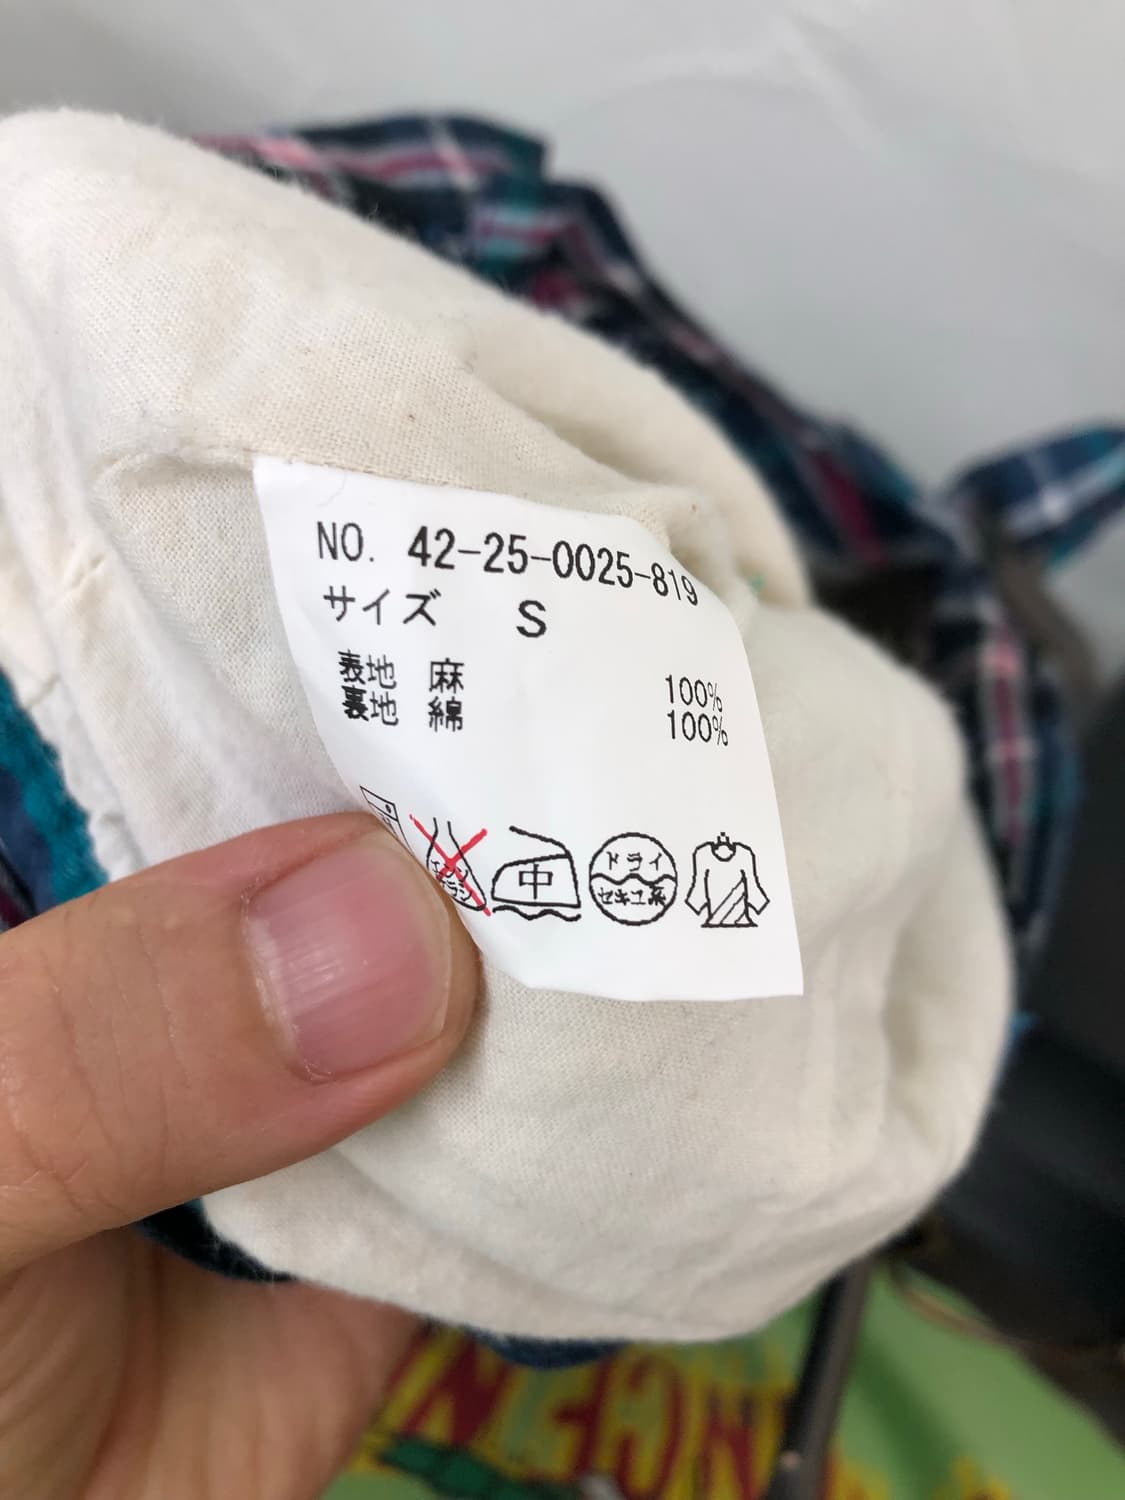 NO. 42-25-0025-819
サイズ S
表地 麻 100%
裏地 綿 100%
中
ドライ
セキユ系